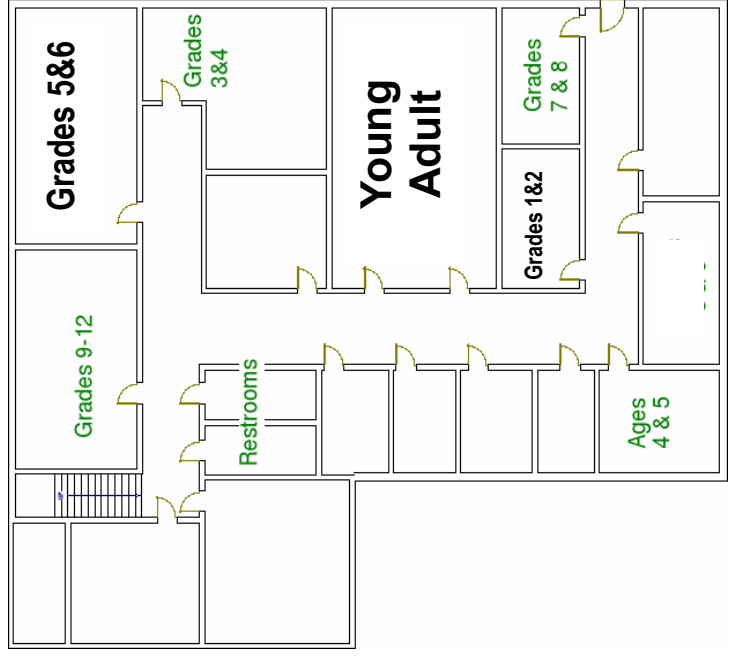 Grades 5&6
Grades
3&4
Young
Adult
Grades
7 & 8
Grades 1&2
Grades 9-12
Restrooms
Ages
4 & 5